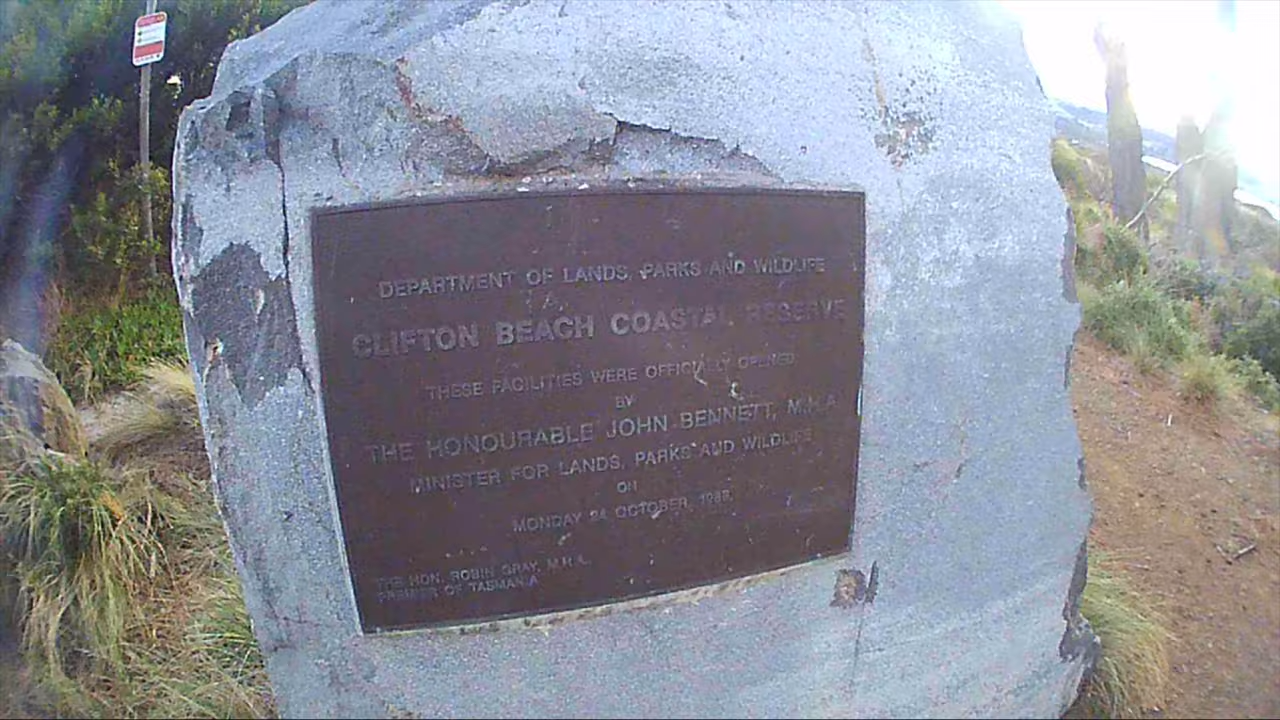 DEPARTMENT OF LANDS, PARKS AND WILDLIFE
CLIFTON BEACH COASTAL RESERVE
THESE FACILITIES WERE OFFICIALLY OPENED
BY
THE HONOURABLE JOHN BENNETT, M.H.A.
MINISTER FOR LANDS, PARKS AND WILDLIFE
ON
MONDAY 24 OCTOBER, 1988.
THE HON. ROBIN GRAY, M.H.A.
PREMIER OF TASMANIA